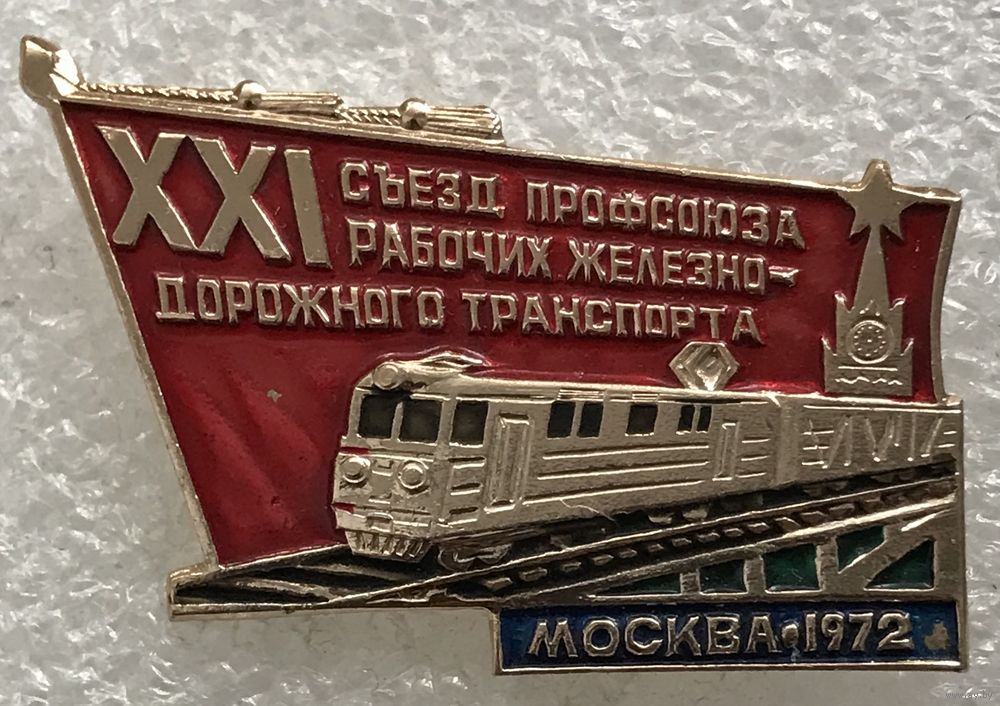 XXI СЪЕЗД ПРОФСОЮЗА
РАБОЧИХ ЖЕЛЕЗНО-
ДОРОЖНОГО ТРАНСПОРТА
МОСКВА·1972